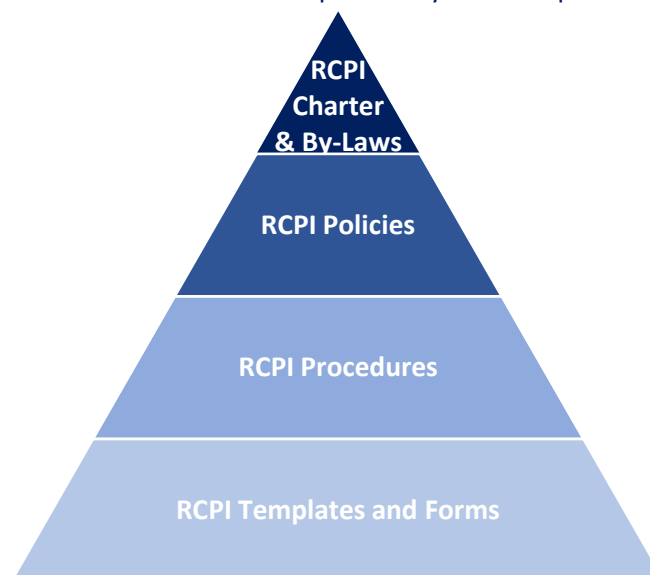 RCPI
Charter
& By-Laws
RCPI Policies
RCPI Procedures
RCPI Templates and Forms